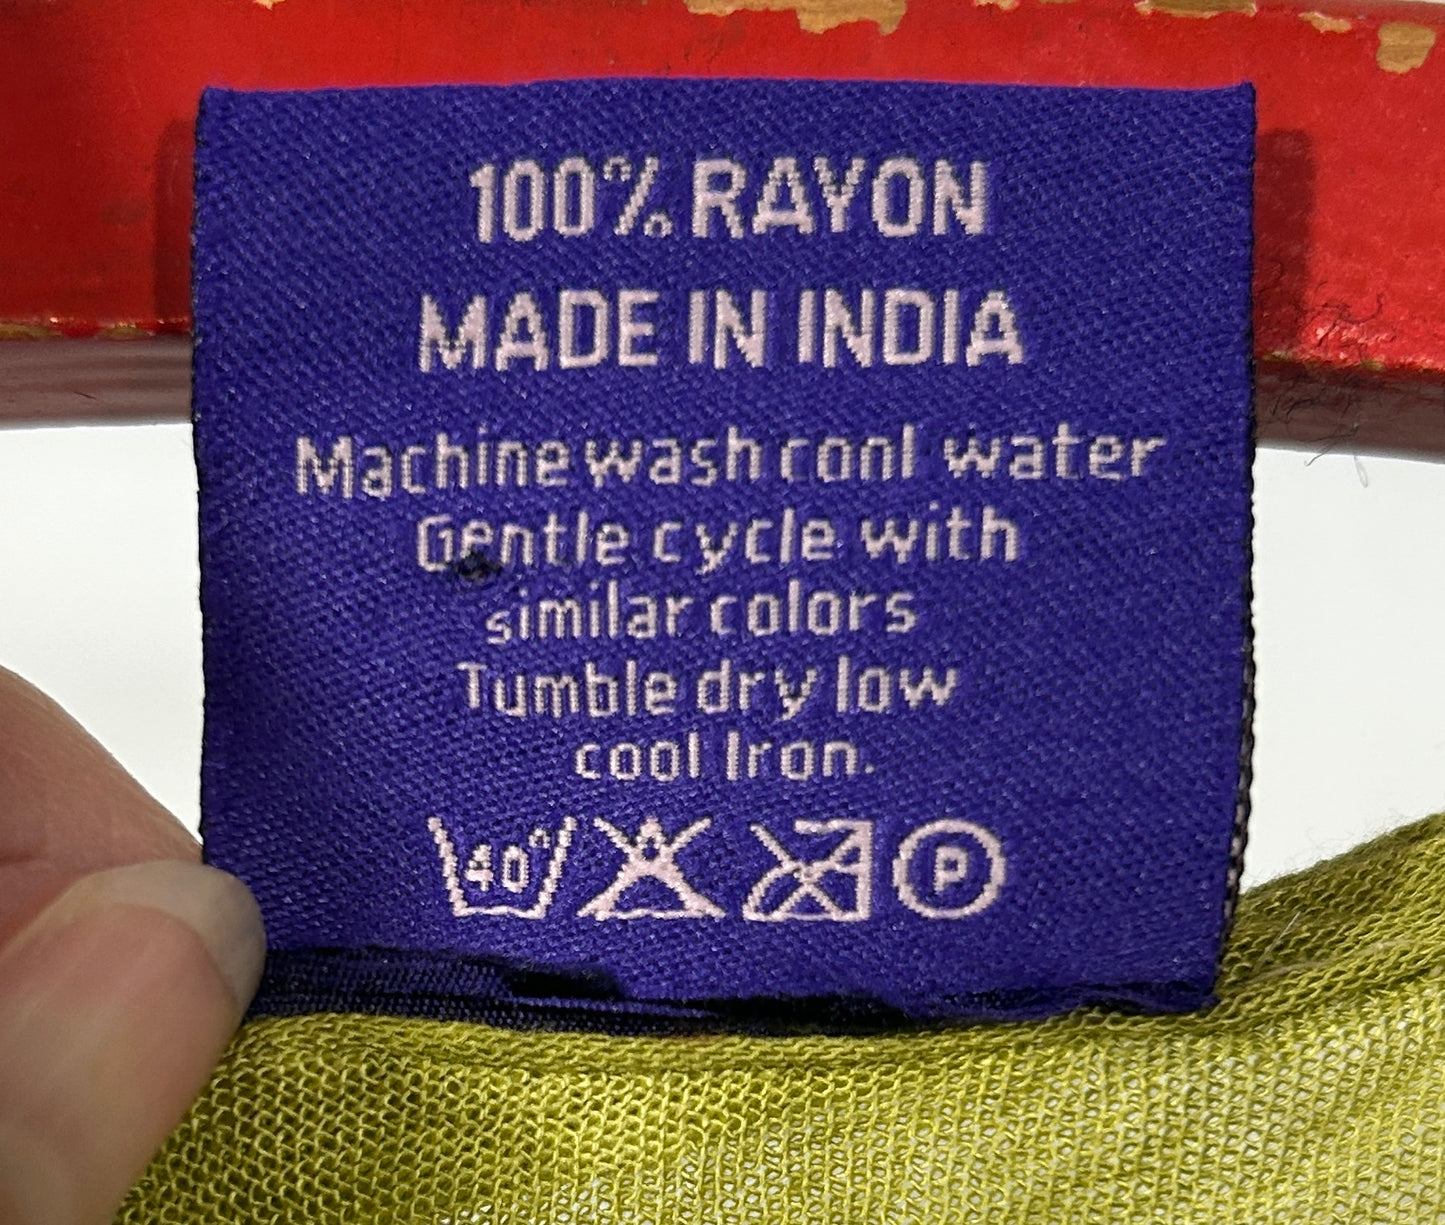 100% RAYON
MADE IN INDIA
Machine wash cool water
Gentle cycle with
similar colors
Tumble dry low
cool Iron.
40° P